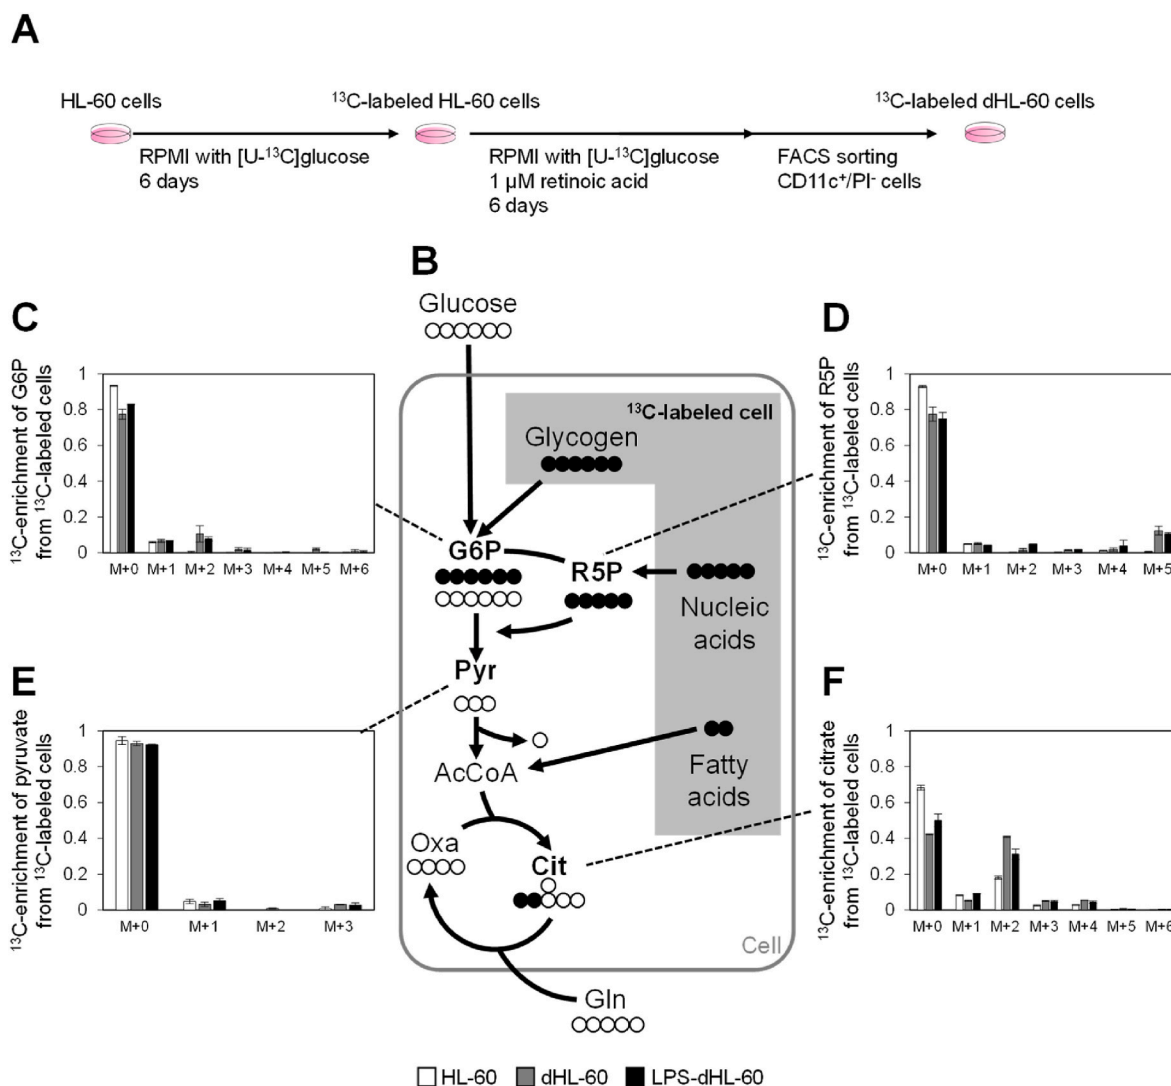 A
HL-60 cells
¹³C-labeled HL-60 cells
¹³C-labeled dHL-60 cells
RPMI with [U-¹³C]glucose
6 days
RPMI with [U-¹³C]glucose
1 µM retinoic acid
6 days
FACS sorting
CD11c⁺/PI⁻ cells
B
Glucose
¹³C-labeled cell
Glycogen
G6P
R5P
Nucleic
acids
Pyr
AcCoA
Fatty
acids
Oxa
Cit
Cell
Gln
C
¹³C-enrichment of G6P
from ¹³C-labeled cells
1
0.8
0.6
0.4
0.2
0
M+0 M+1 M+2 M+3 M+4 M+5 M+6
D
¹³C-enrichment of R5P
from ¹³C-labeled cells
1
0.8
0.6
0.4
0.2
0
M+0 M+1 M+2 M+3 M+4 M+5
E
¹³C-enrichment of pyruvate
from ¹³C-labeled cells
1
0.8
0.6
0.4
0.2
0
M+0 M+1 M+2 M+3
F
¹³C-enrichment of citrate
from ¹³C-labeled cells
1
0.8
0.6
0.4
0.2
0
M+0 M+1 M+2 M+3 M+4 M+5 M+6
HL-60 dHL-60 LPS-dHL-60